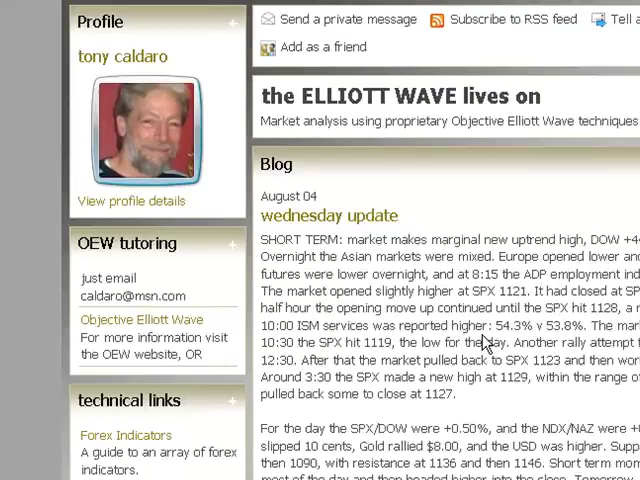 Profile
tony caldaro
View profile details
OEW tutoring
just email
caldaro@msn.com
Objective Elliott Wave
For more information visit
the OEW website, OR
technical links
Forex Indicators
A guide to an array of forex
indicators.
Send a private message
Subscribe to RSS feed
Tell a
Add as a friend
the ELLIOTT WAVE lives on
Market analysis using proprietary Objective Elliott Wave techniques
Blog
August 04
wednesday update
SHORT TERM: market makes marginal new uptrend high, DOW +4
Overnight the Asian markets were mixed. Europe opened lower and
futures were lower overnight, and at 8:15 the ADP employment ind
The market opened slightly higher at SPX 1121. It had closed at SP
half hour the opening move up continued until the SPX hit 1128, a
10:00 ISM services was reported higher: 54.3% v 53.8%. The mar
10:30 the SPX hit 1119, the low for the day. Another rally attempt
12:30. After that the market pulled back to SPX 1123 and then wor
Around 3:30 the SPX made a new high at 1129, within the range of
pulled back some to close at 1127.
For the day the SPX/DOW were +0.50%, and the NDX/NAZ were +
slipped 10 cents, Gold rallied $8.00, and the USD was higher. Supp
then 1090, with resistance at 1136 and then 1146. Short term mom